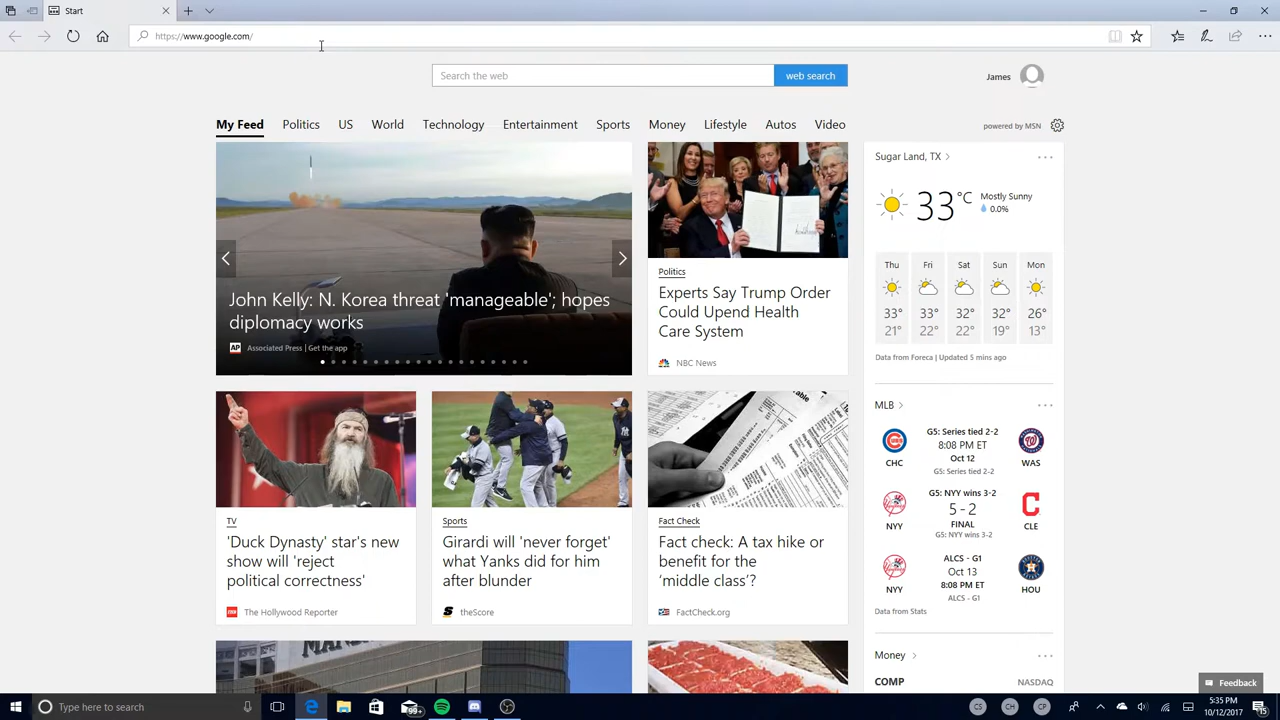 Start
https://www.google.com/
Search the web
web search
James
My Feed
Politics
US
World
Technology
Entertainment
Sports
Money
Lifestyle
Autos
Video
powered by MSN
John Kelly: N. Korea threat 'manageable'; hopes
diplomacy works
AP
Associated Press | Get the app
Politics
Experts Say Trump Order
Could Upend Health
Care System
NBC News
Sugar Land, TX
33
°C
Mostly Sunny
0.0%
Thu
Fri
Sat
Sun
Mon
33°
33°
32°
32°
26°
21°
22°
22°
19°
13°
Data from Foreca | Updated 5 mins ago
TV
'Duck Dynasty' star's new
show will 'reject
political correctness'
The Hollywood Reporter
Sports
Girardi will 'never forget'
what Yanks did for him
after blunder
theScore
Fact Check
Fact check: A tax hike or
benefit for the
'middle class'?
FactCheck.org
MLB
G5: Series tied 2-2
8:08 PM ET
Oct 12
G5: Series tied 2-2
CHC
WAS
G5: NYY wins 3-2
5 - 2
FINAL
G5: NYY wins 3-2
NYY
CLE
ALCS - G1
Oct 13
8:08 PM ET
ALCS - G1
NYY
HOU
Data from Stats
Money
COMP
NASDAQ
Feedback
Type here to search
99+
CS
CH
CP
5:35 PM
10/12/2017
15